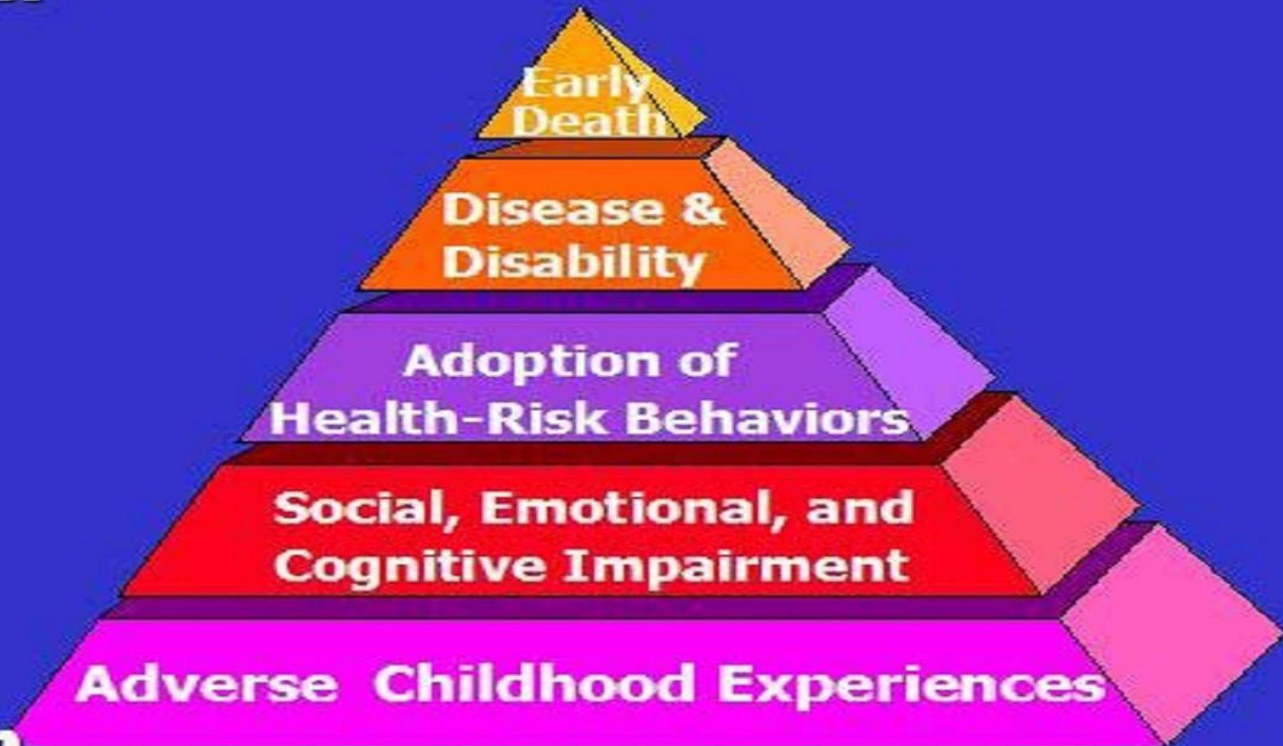 Early
Death
Disease &
Disability
Adoption of
Health-Risk Behaviors
Social, Emotional, and
Cognitive Impairment
Adverse Childhood Experiences